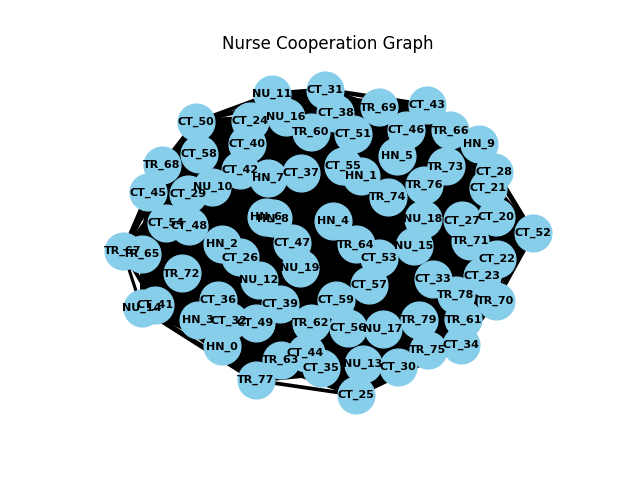 Nurse Cooperation Graph
CT_31
NU_11
CT_43
TR_69
CT_38
NU_16
CT_24
CT_50
CT_46
TR_66
TR_60
CT_51
CT_40
HN_9
CT_58
HN_5
TR_68
CT_55
TR_73
CT_42
CT_37
CT_28
HN_7
HN_1
TR_76
NU_10
CT_21
CT_45
CT_29
TR_74
HN_6
HN_8
CT_20
NU_18
CT_27
HN_4
CT_54
CT_48
CT_52
TR_71
HN_2
CT_47
TR_64
NU_15
TR_67
TR_65
CT_26
CT_53
CT_22
NU_19
TR_72
CT_23
NU_12
CT_33
CT_57
TR_78
CT_36
CT_59
TR_70
CT_39
CT_41
NU_14
HN_3
CT_32
CT_49
TR_62
TR_79
TR_61
CT_56
NU_17
HN_0
CT_34
TR_75
CT_44
TR_63
NU_13
CT_35
CT_30
TR_77
CT_25